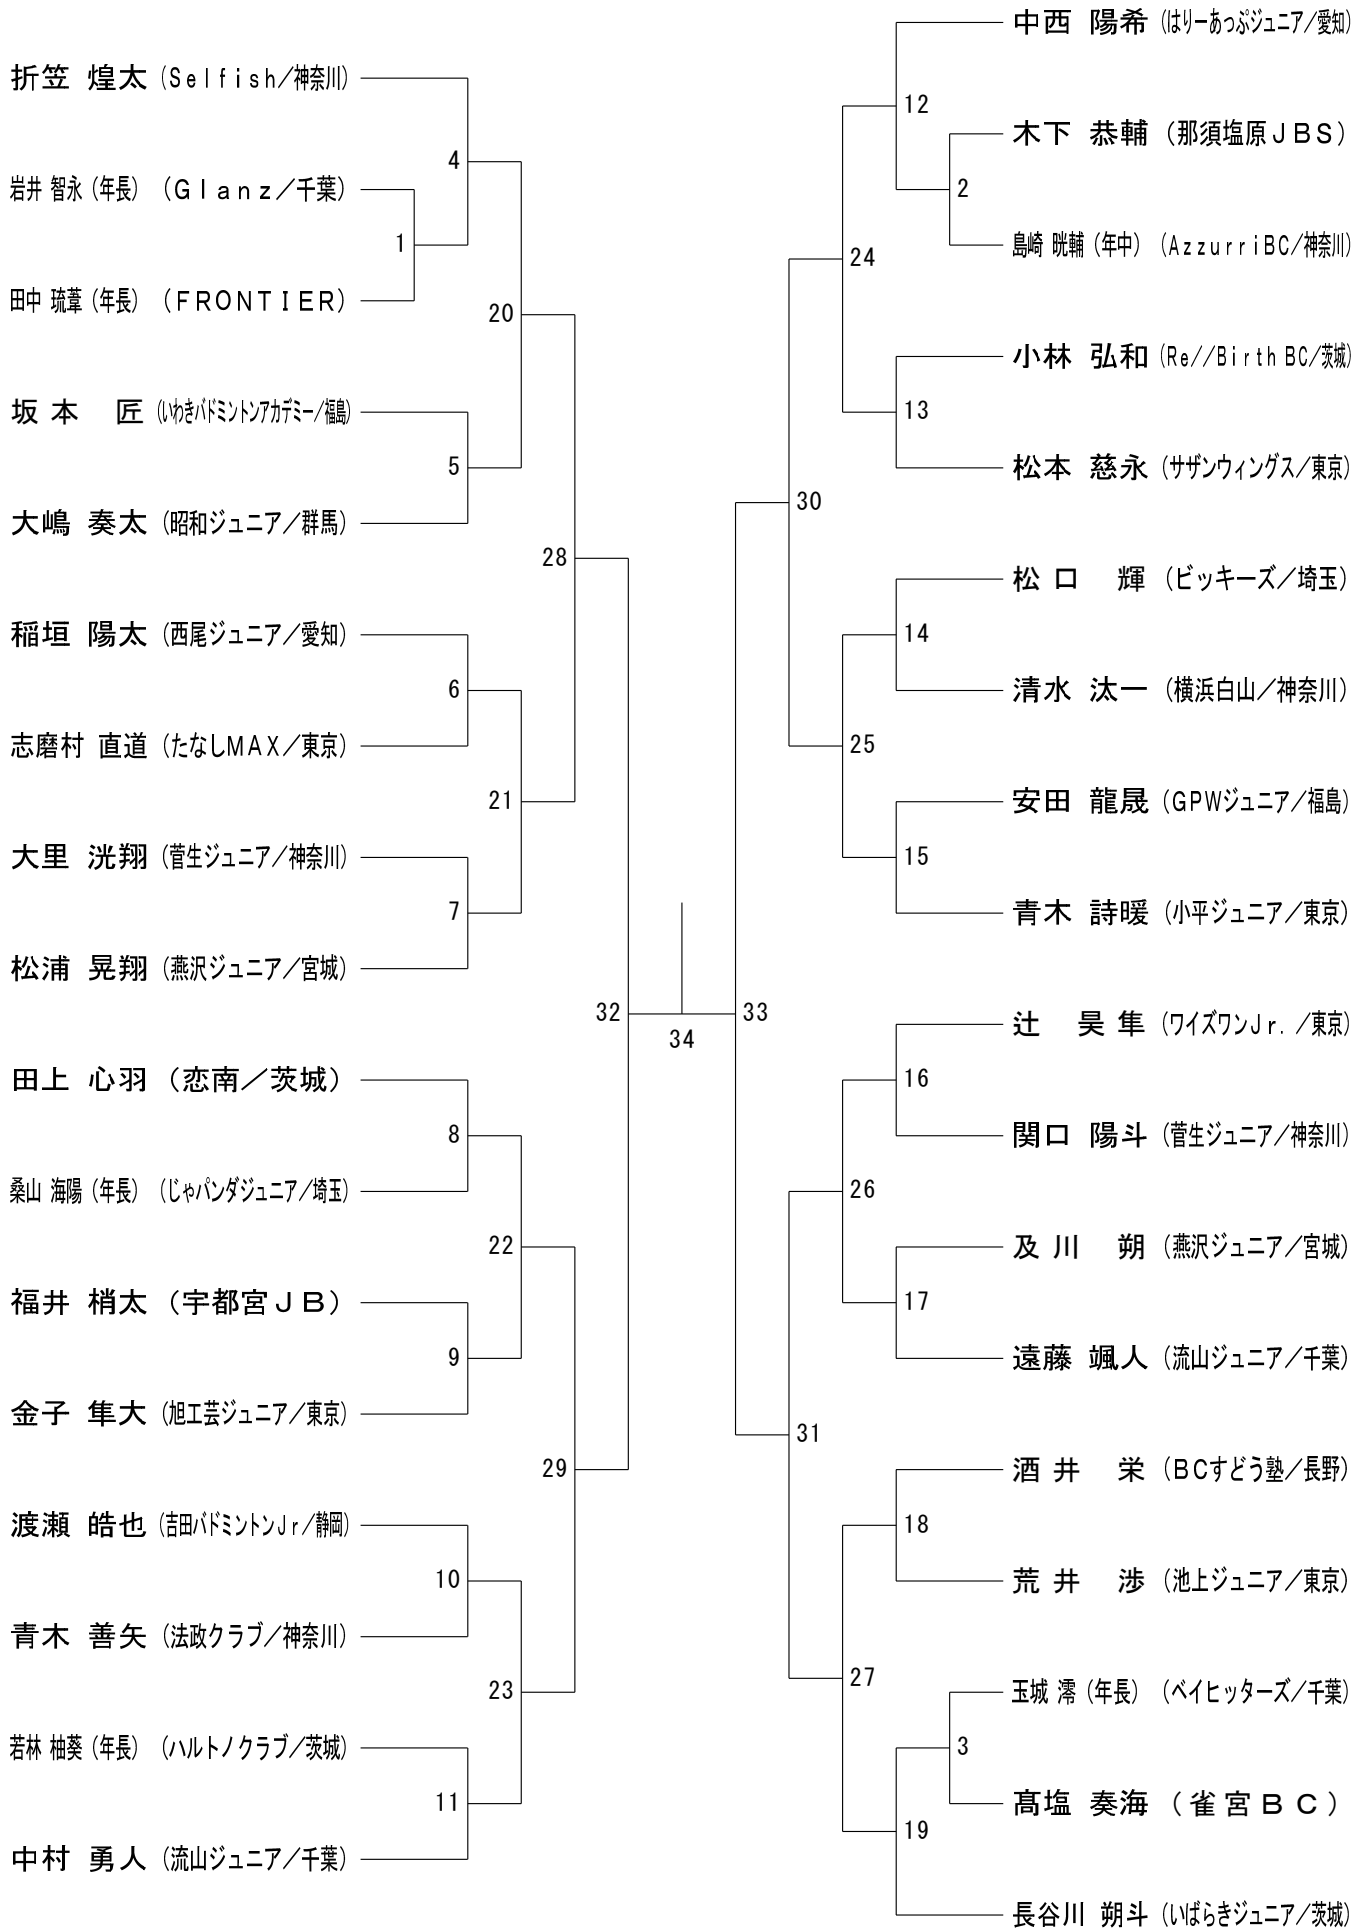 折笠 煌太 (Selfish/神奈川)
4
岩井 智永 (年長) (Glanz/千葉)
1
田中 琉葦 (年長) (FRONTIER)
20
坂本 匠 (いわきバドミントンアカデミー/福島)
5
大嶋 奏太 (昭和ジュニア/群馬)
28
稲垣 陽太 (西尾ジュニア/愛知)
6
志磨村 直道 (たなしMAX/東京)
21
大里 洸翔 (菅生ジュニア/神奈川)
7
松浦 晃翔 (燕沢ジュニア/宮城)
32
34
田上 心羽 (恋南/茨城)
8
桑山 海陽 (年長) (じゃパンダジュニア/埼玉)
22
福井 梢太 (宇都宮JB)
9
金子 隼大 (旭工芸ジュニア/東京)
29
渡瀬 皓也 (吉田バドミントンJr/静岡)
10
青木 善矢 (法政クラブ/神奈川)
23
若林 柚葵 (年長) (ハルトノクラブ/茨城)
11
中村 勇人 (流山ジュニア/千葉)
中西 陽希 (はりーあっぷジュニア/愛知)
12
木下 恭輔 (那須塩原JBS)
2
島崎 晄輔 (年中) (AzzurriBC/神奈川)
24
小林 弘和 (Re//Birth BC/茨城)
13
松本 慈永 (サザンウィングス/東京)
30
松口 輝 (ビッキーズ/埼玉)
14
清水 汰一 (横浜白山/神奈川)
25
安田 龍晟 (GPWジュニア/福島)
15
青木 詩暖 (小平ジュニア/東京)
33
辻 昊隼 (ワイズワンJr./東京)
16
関口 陽斗 (菅生ジュニア/神奈川)
26
及川 朔 (燕沢ジュニア/宮城)
17
遠藤 颯人 (流山ジュニア/千葉)
31
酒井 栄 (BCすどう塾/長野)
18
荒井 渉 (池上ジュニア/東京)
27
玉城 澪 (年長) (ベイヒッターズ/千葉)
3
髙塩 奏海 (雀宮BC)
19
長谷川 朔斗 (いばらきジュニア/茨城)